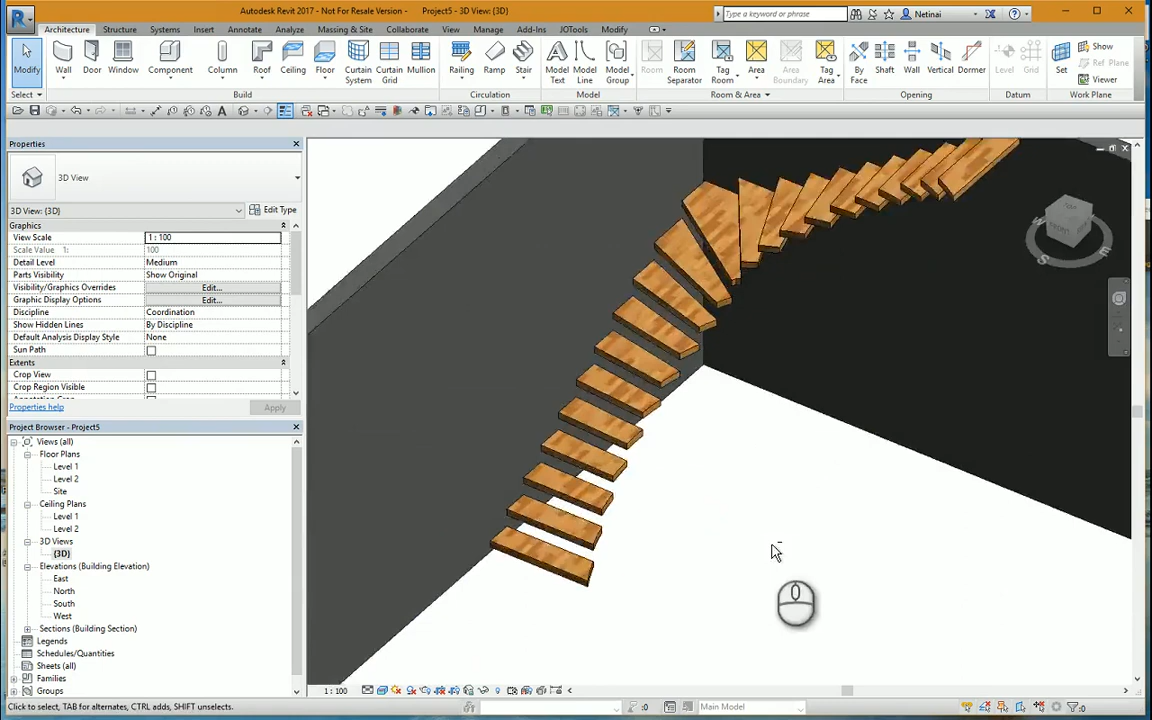 Autodesk Revit 2017 - Not For Resale Version -    Project5 - 3D View: {3D}
Type a keyword or phrase
Netinai
Architecture Structure Systems Insert Annotate Analyze Massing & Site Collaborate View Manage Add-Ins JOTools Modify
Modify Wall Door Window Component Column Roof Ceiling Floor Curtain System Curtain Grid Mullion Railing Ramp Stair Model Text Model Line Model Group Room Room Separator Tag Room Area Area Boundary Tag Area By Face Shaft Wall Vertical Dormer Level Grid Set Show Ref Plane Viewer
Select Build Circulation Model Room & Area Opening Datum Work Plane
Properties
3D View
3D View: {3D} Edit Type
Graphics
View Scale 1 : 100
Scale Value 1: 100
Detail Level Medium
Parts Visibility Show Original
Visibility/Graphics Overrides Edit...
Graphic Display Options Edit...
Discipline Coordination
Show Hidden Lines By Discipline
Default Analysis Display Style None
Sun Path
Extents
Crop View
Crop Region Visible
Properties help Apply
Project Browser - Project5
Views (all)
Floor Plans
Level 1
Level 2
Site
Ceiling Plans
Level 1
Level 2
3D Views
{3D}
Elevations (Building Elevation)
East
North
South
West
Sections (Building Section)
Legends
Schedules/Quantities
Sheets (all)
Families
Groups
TOP
FRONT
W
S
E
1 : 100
Click to select, TAB for alternates, CTRL adds, SHIFT unselects.
:0
Main Model
:0